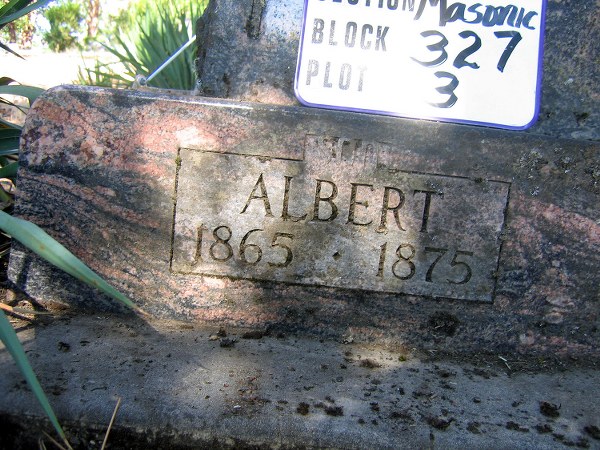 SECTION Masonic
BLOCK 327
PLOT 3
ALBERT
1865 · 1875